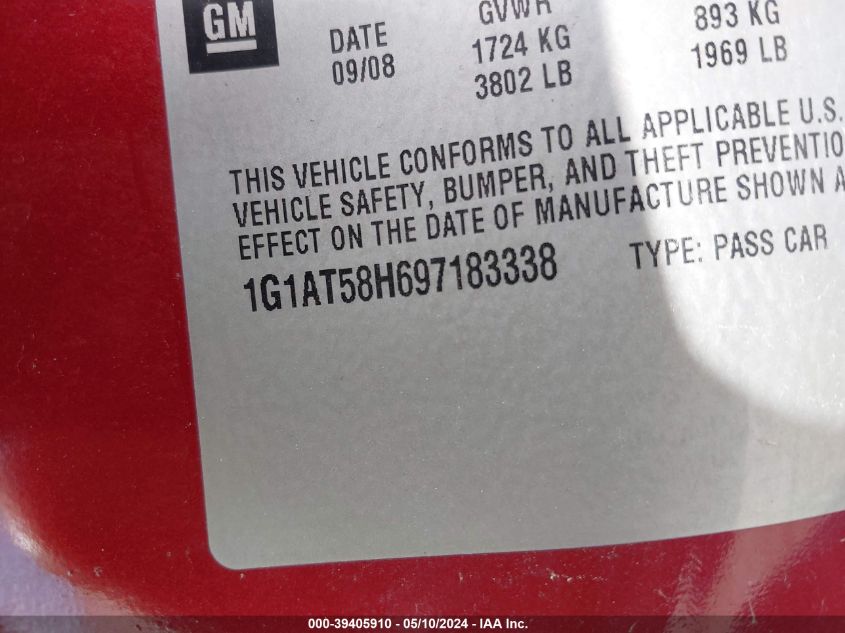 GM
DATE
09/08
GVWR
1724 KG
3802 LB
893 KG
1969 LB
THIS VEHICLE CONFORMS TO ALL APPLICABLE U.S.
VEHICLE SAFETY, BUMPER, AND THEFT PREVENTIO
EFFECT ON THE DATE OF MANUFACTURE SHOWN A
1G1AT58H697183338
TYPE: PASS CAR
000-39405910 - 05/10/2024 - IAA Inc.